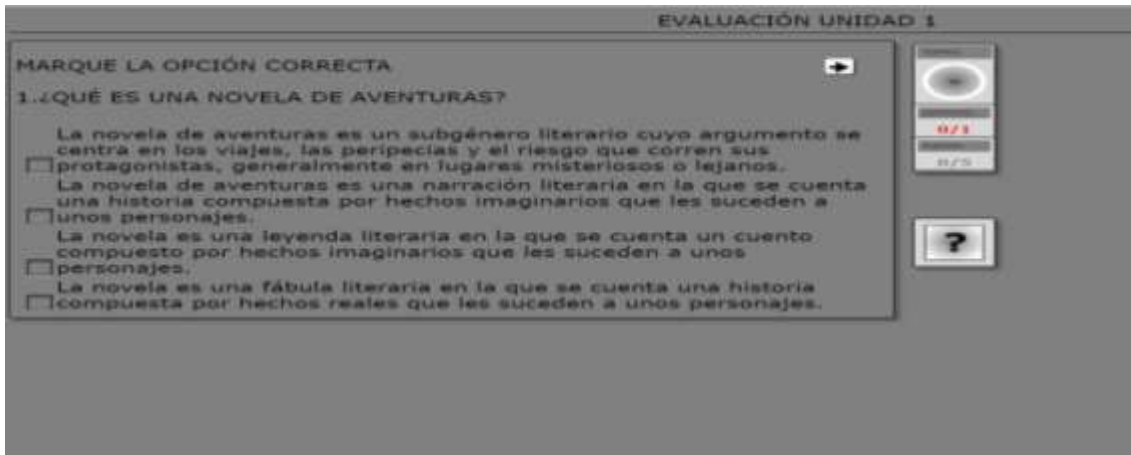 EVALUACIÓN UNIDAD 1
MARQUE LA OPCIÓN CORRECTA
1.¿QUÉ ES UNA NOVELA DE AVENTURAS?
La novela de aventuras es un subgénero literario cuyo argumento se
centra en los viajes, las peripecias y el riesgo que corren sus
protagonistas, generalmente en lugares misteriosos o lejanos.
La novela de aventuras es una narración literaria en la que se cuenta
una historia compuesta por hechos imaginarios que les suceden a
unos personajes.
La novela es una leyenda literaria en la que se cuenta un cuento
compuesto por hechos imaginarios que les suceden a unos
personajes.
La novela es una fábula literaria en la que se cuenta una historia
compuesta por hechos reales que les suceden a unos personajes.
0/1
0/5
?